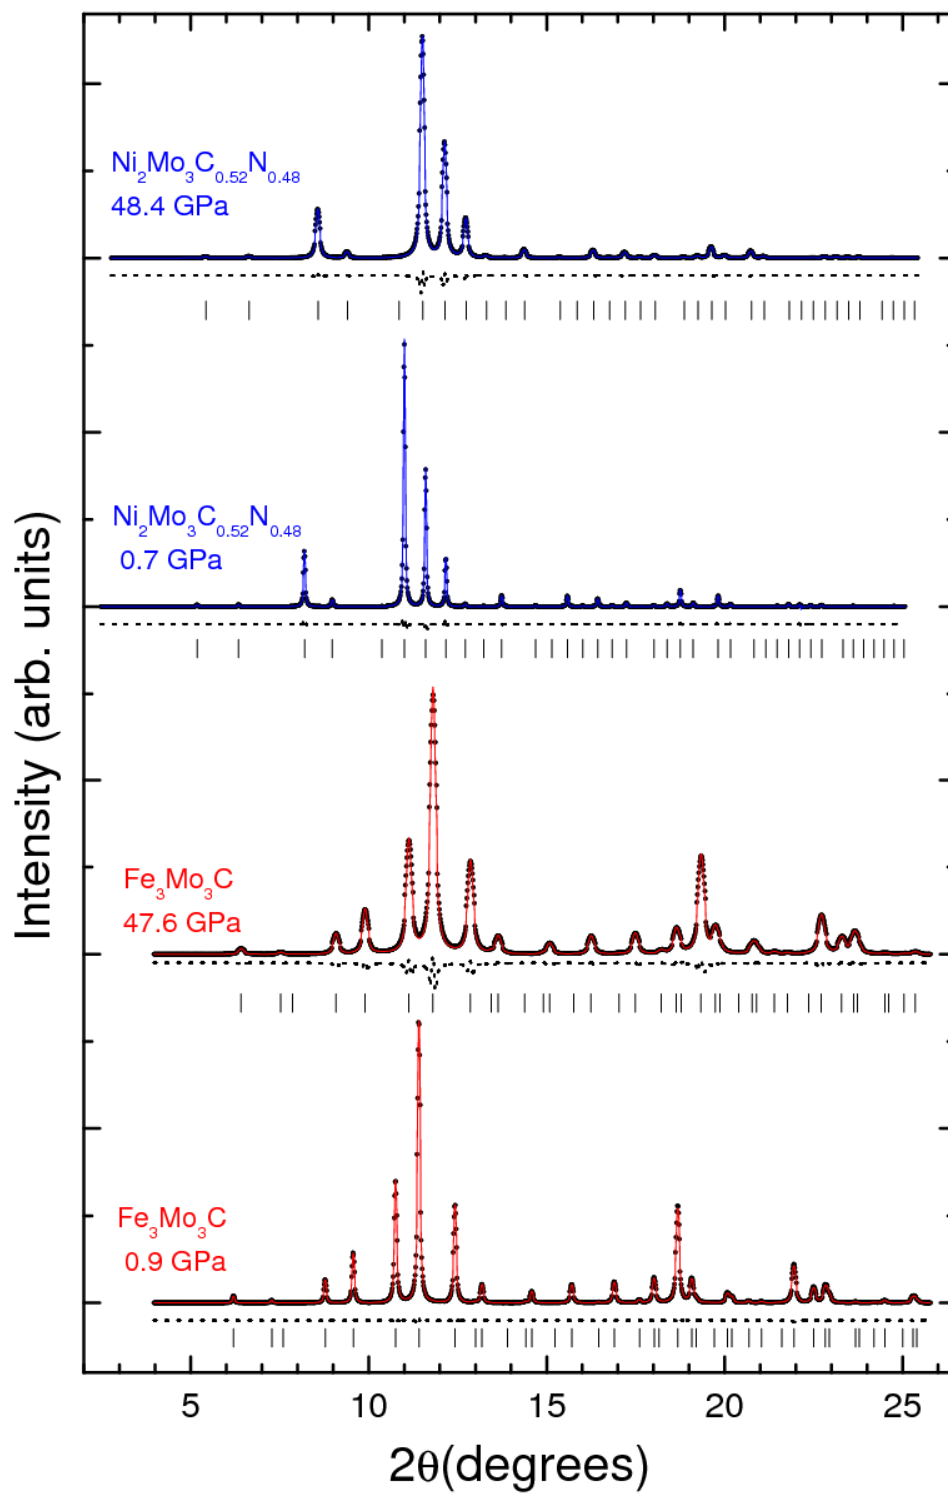 Ni₂Mo₃C₀.₅₂N₀.₄₈
48.4 GPa
Ni₂Mo₃C₀.₅₂N₀.₄₈
0.7 GPa
Fe₃Mo₃C
47.6 GPa
Fe₃Mo₃C
0.9 GPa
Intensity (arb. units)
5 10 15 20 25
2θ(degrees)